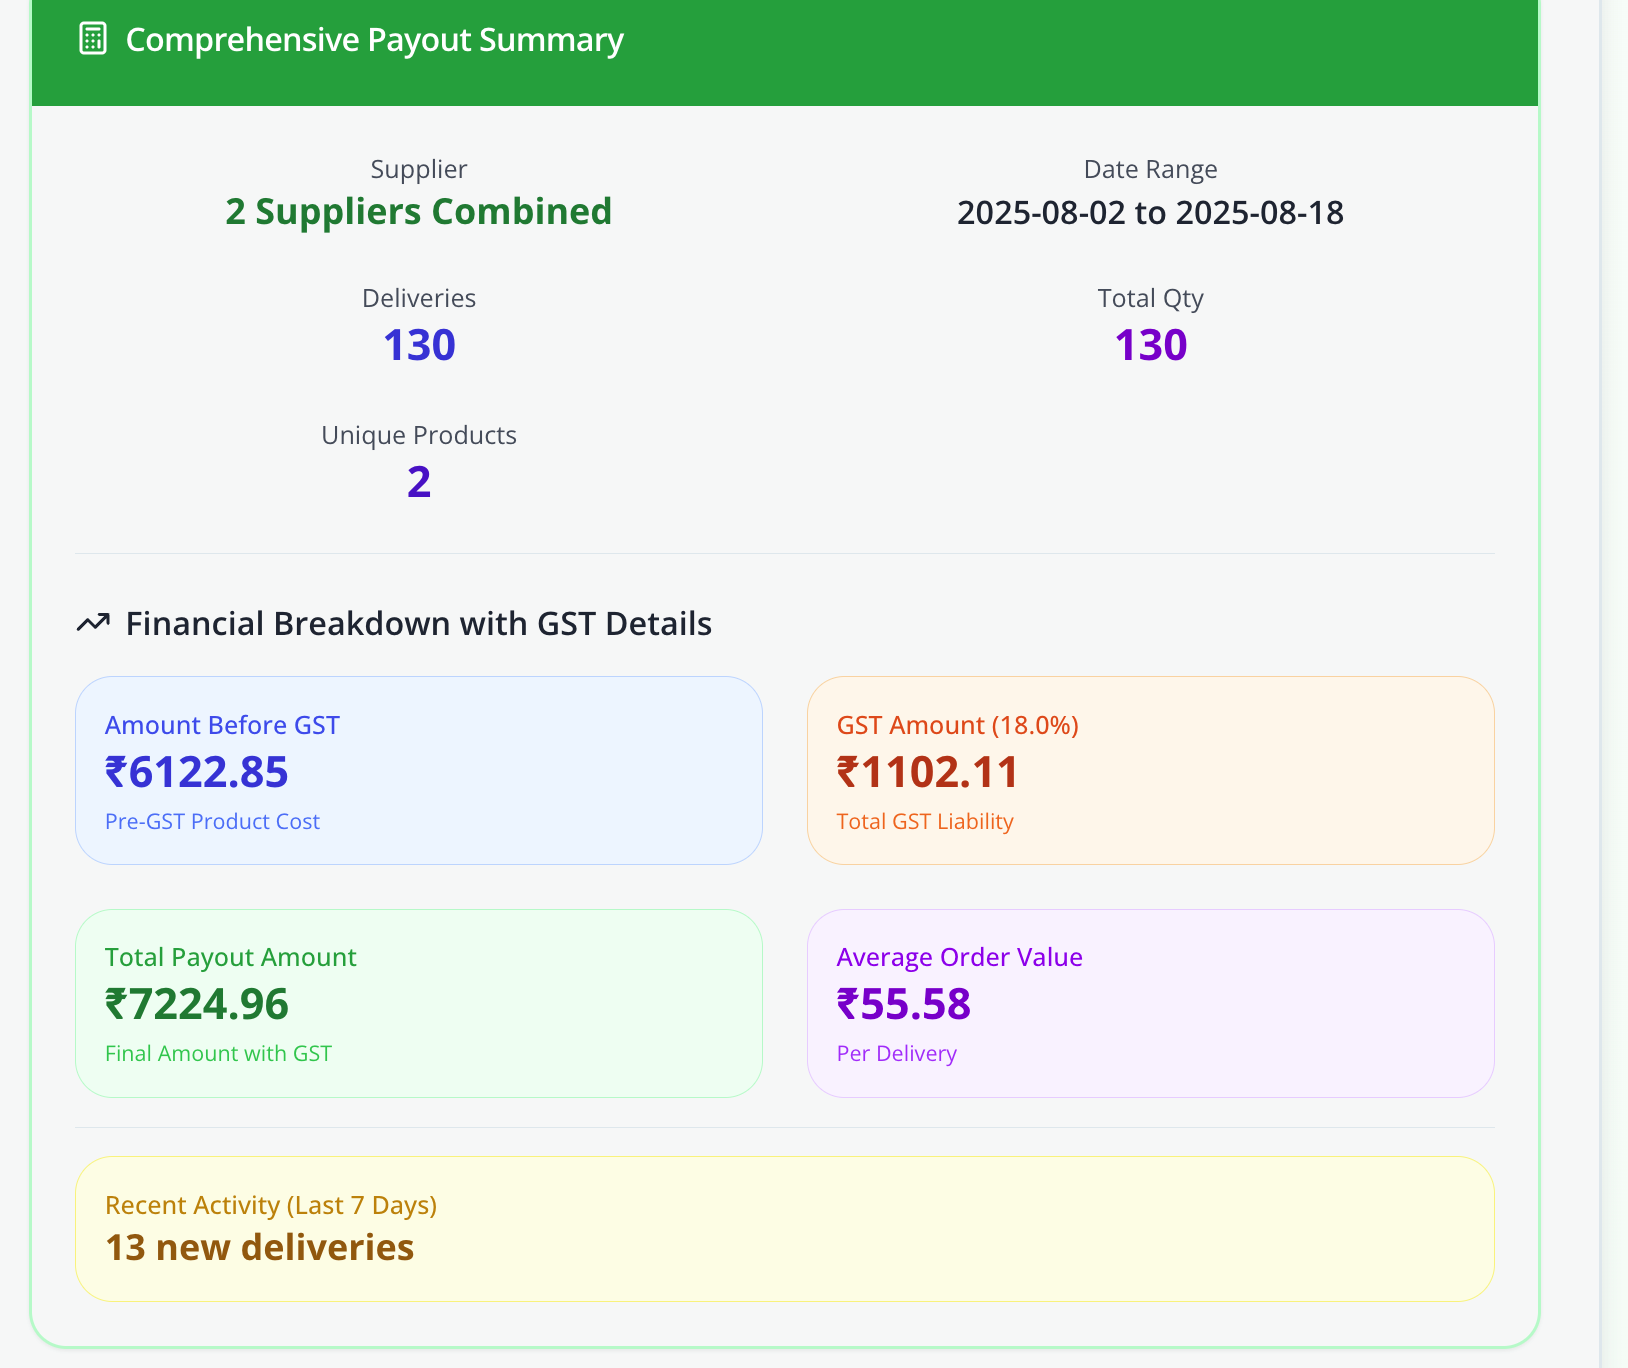 Comprehensive Payout Summary
Supplier
2 Suppliers Combined
Date Range
2025-08-02 to 2025-08-18
Deliveries
130
Total Qty
130
Unique Products
2
Financial Breakdown with GST Details
Amount Before GST
₹6122.85
Pre-GST Product Cost
GST Amount (18.0%)
₹1102.11
Total GST Liability
Total Payout Amount
₹7224.96
Final Amount with GST
Average Order Value
₹55.58
Per Delivery
Recent Activity (Last 7 Days)
13 new deliveries